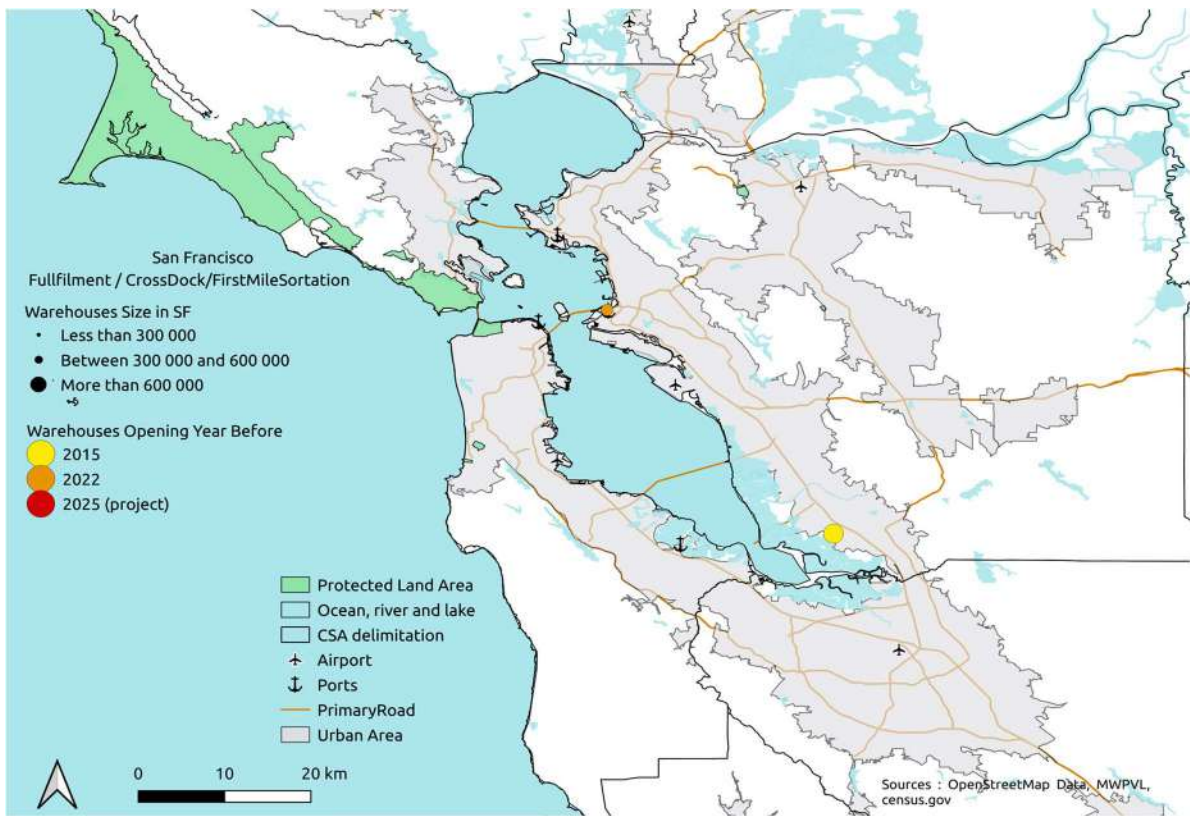 San Francisco
Fullfilment / CrossDock/FirstMileSortation
Warehouses Size in SF
Less than 300 000
Between 300 000 and 600 000
More than 600 000
Warehouses Opening Year Before
2015
2022
2025 (project)
Protected Land Area
Ocean, river and lake
CSA delimitation
Airport
Ports
PrimaryRoad
Urban Area
0 10 20 km
Sources : OpenStreetMap Data, MWPVL,
census.gov